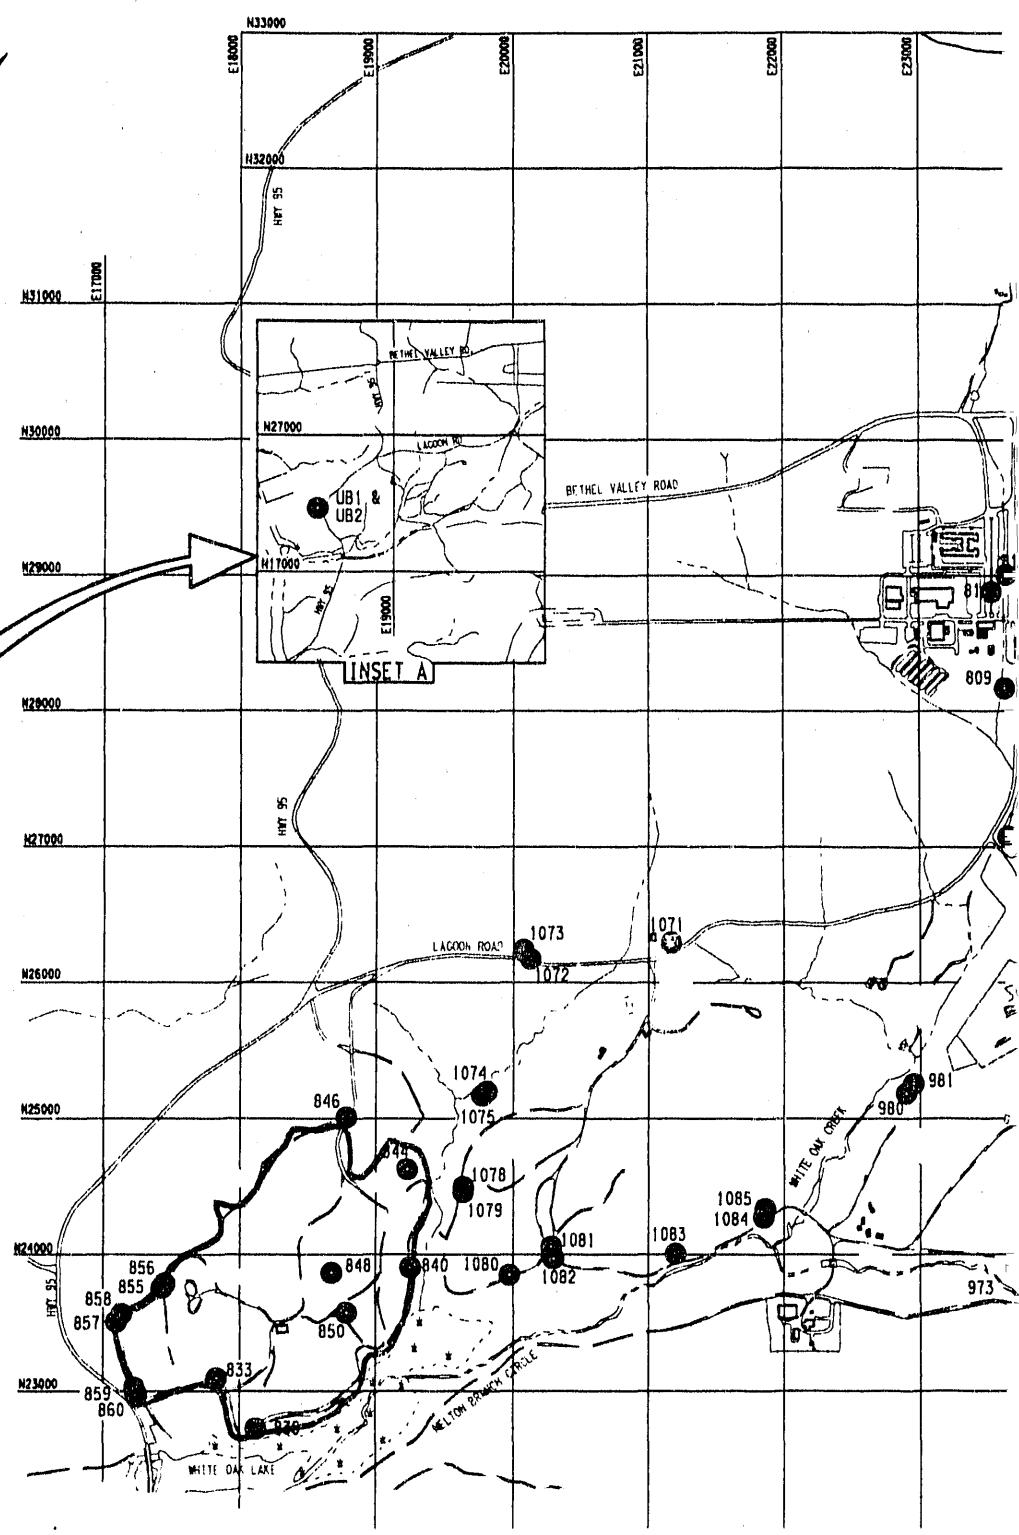 N33000
E18000
E19000
E20000
E21000
E22000
E23000
N32000
HWY 95
E17000
N31000
BETHEL VALLEY RD.
HWY 95
N30000
N27000
LAGOON RD
BETHEL VALLEY ROAD
UB1 &
UB2
N29000
N17000
HWY 95
E19000
81
INSET A
809
N28000
HWY 95
N27000
1073
1071
LAGOON ROAD
1072
N26000
1074
981
1075
980
846
N25000
WHITE OAK CREEK
1078
1079
1085
1084
1083
1081
N24000
856
855
848
840
1080
1082
HWY 95
858
857
850
973
833
859
N23000
860
MELTON BRANCH CIRCLE
WHITE OAK LAKE